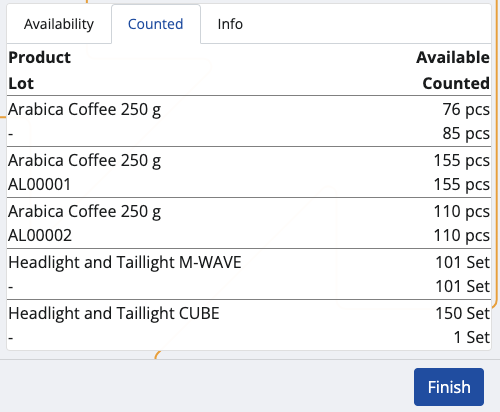 Availability Counted Info
Product Available
Lot Counted
Arabica Coffee 250 g 76 pcs
- 85 pcs
Arabica Coffee 250 g 155 pcs
AL00001 155 pcs
Arabica Coffee 250 g 110 pcs
AL00002 110 pcs
Headlight and Taillight M-WAVE 101 Set
- 101 Set
Headlight and Taillight CUBE 150 Set
- 1 Set
Finish